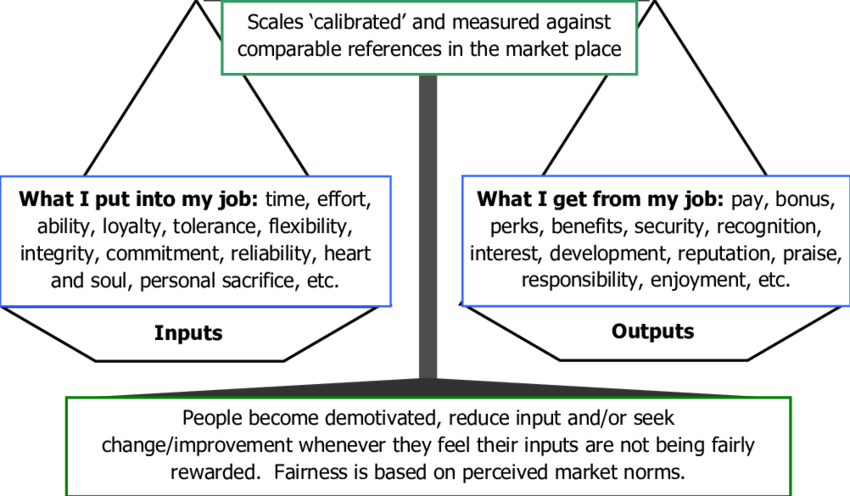 Scales ‘calibrated’ and measured against
comparable references in the market place
What I put into my job: time, effort,
ability, loyalty, tolerance, flexibility,
integrity, commitment, reliability, heart
and soul, personal sacrifice, etc.
Inputs
What I get from my job: pay, bonus,
perks, benefits, security, recognition,
interest, development, reputation, praise,
responsibility, enjoyment, etc.
Outputs
People become demotivated, reduce input and/or seek
change/improvement whenever they feel their inputs are not being fairly
rewarded.  Fairness is based on perceived market norms.